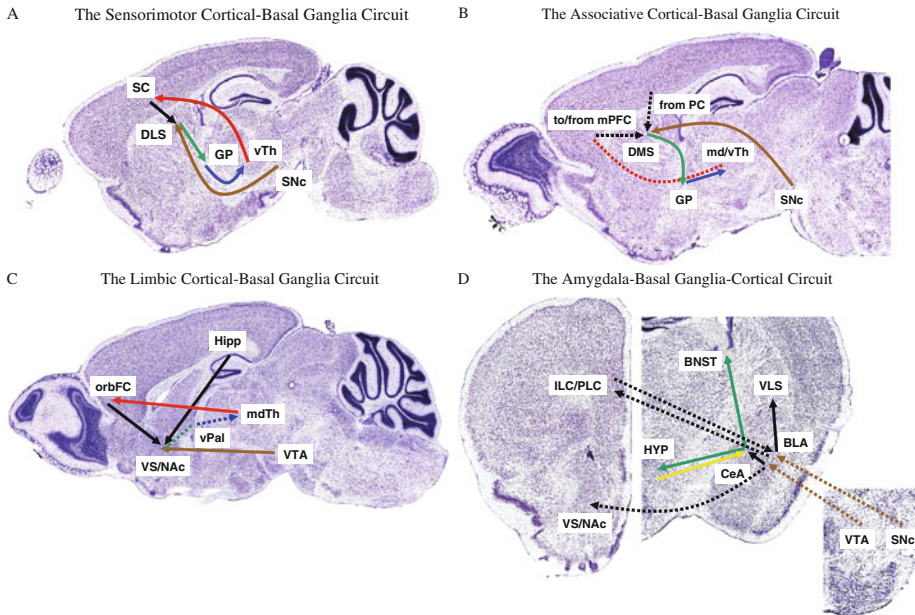 A The Sensorimotor Cortical-Basal Ganglia Circuit
SC
DLS
GP
vTh
SNc
B The Associative Cortical-Basal Ganglia Circuit
from PC
to/from mPFC
DMS
md/vTh
GP
SNc
C The Limbic Cortical-Basal Ganglia Circuit
Hipp
orbFC
mdTh
vPal
VS/NAc
VTA
D The Amygdala-Basal Ganglia-Cortical Circuit
BNST
ILC/PLC
VLS
BLA
HYP
CeA
VS/NAc
VTA
SNc